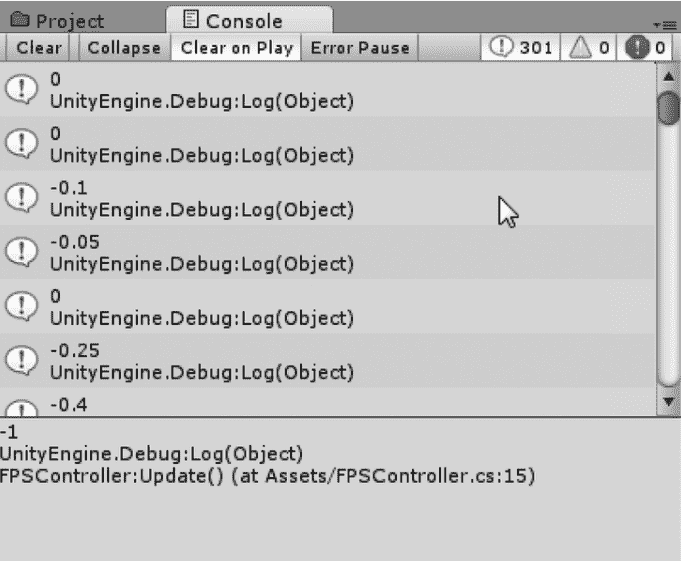 Project Console
Clear Collapse Clear on Play Error Pause 301 0 0
0
UnityEngine.Debug:Log(Object)
0
UnityEngine.Debug:Log(Object)
-0.1
UnityEngine.Debug:Log(Object)
-0.05
UnityEngine.Debug:Log(Object)
0
UnityEngine.Debug:Log(Object)
-0.25
UnityEngine.Debug:Log(Object)
-0.4
-1
UnityEngine.Debug:Log(Object)
FPSController:Update() (at Assets/FPSController.cs:15)